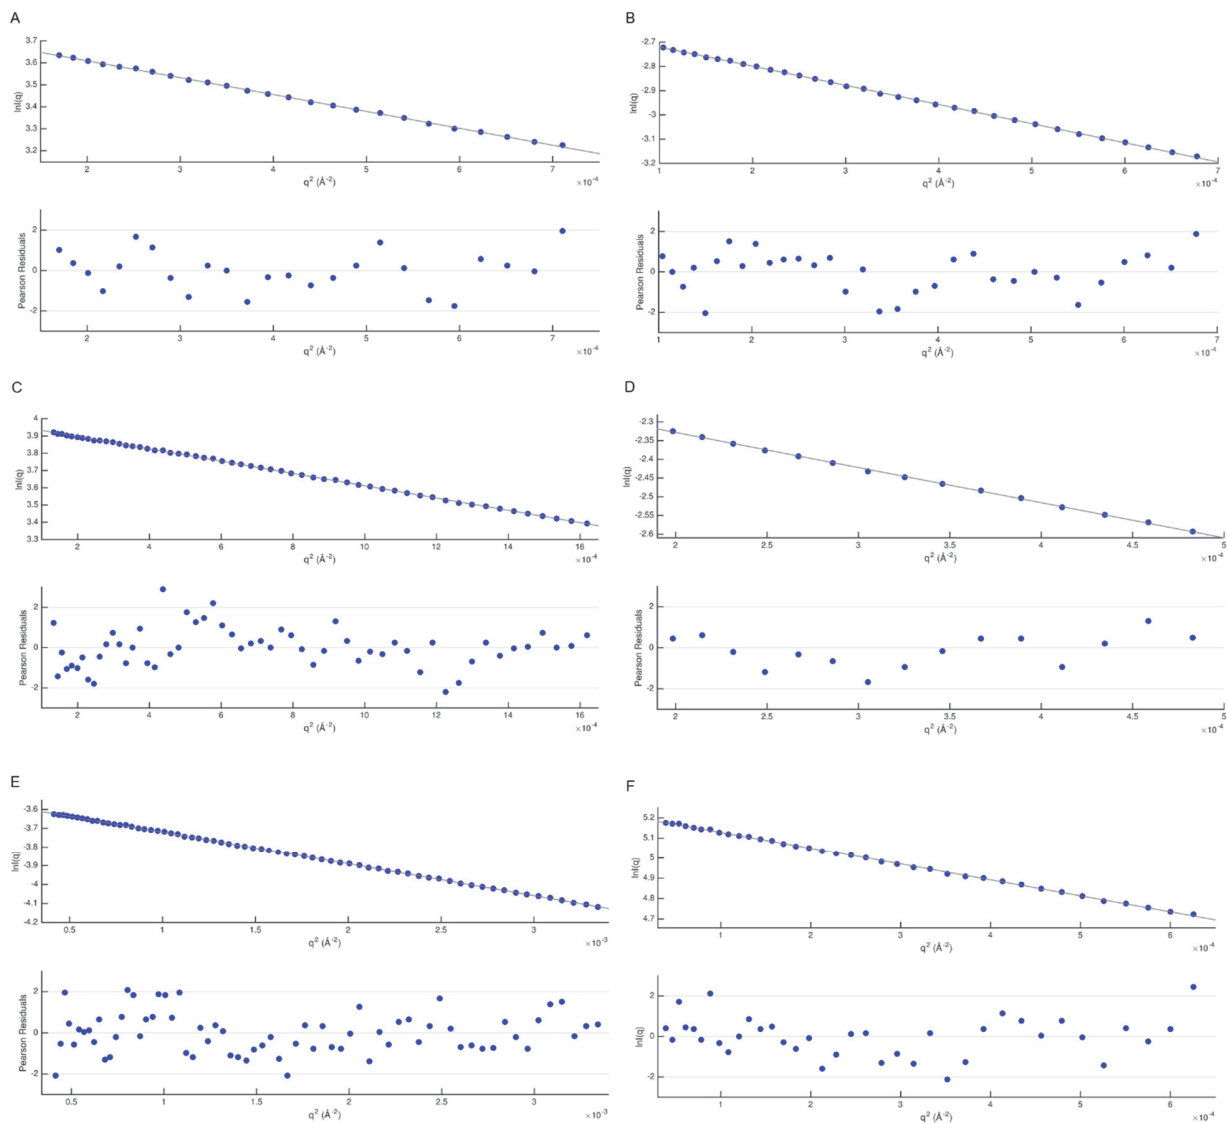 A
3.7
3.6
3.5
3.4
3.3
3.2
lnI(q)
2 3 4 5 6 7
q² (Å⁻²)
×10⁻⁴
2
0
-2
Pearson Residuals
2 3 4 5 6 7
q² (Å⁻²)
×10⁻⁴
B
-2.7
-2.8
-2.9
-3
-3.1
-3.2
lnI(q)
1 2 3 4 5 6 7
q² (Å⁻²)
×10⁻⁴
2
0
-2
Pearson Residuals
1 2 3 4 5 6 7
q² (Å⁻²)
×10⁻⁴
C
4
3.9
3.8
3.7
3.6
3.5
3.4
3.3
lnI(q)
2 4 6 8 10 12 14 16
q² (Å⁻²)
×10⁻⁴
2
0
-2
Pearson Residuals
2 4 6 8 10 12 14 16
q² (Å⁻²)
×10⁻⁴
D
-2.3
-2.35
-2.4
-2.45
-2.5
-2.55
-2.6
lnI(q)
2 2.5 3 3.5 4 4.5 5
q² (Å⁻²)
×10⁻⁴
2
0
-2
Pearson Residuals
2 2.5 3 3.5 4 4.5 5
q² (Å⁻²)
×10⁻⁴
E
-3.6
-3.7
-3.8
-3.9
-4
-4.1
-4.2
lnI(q)
0.5 1 1.5 2 2.5 3
q² (Å⁻²)
×10⁻³
2
0
-2
Pearson Residuals
0.5 1 1.5 2 2.5 3
q² (Å⁻²)
×10⁻³
F
5.2
5.1
5
4.9
4.8
4.7
lnI(q)
1 2 3 4 5 6
q² (Å⁻²)
×10⁻⁴
2
0
-2
lnI(q)
1 2 3 4 5 6
q² (Å⁻²)
×10⁻⁴